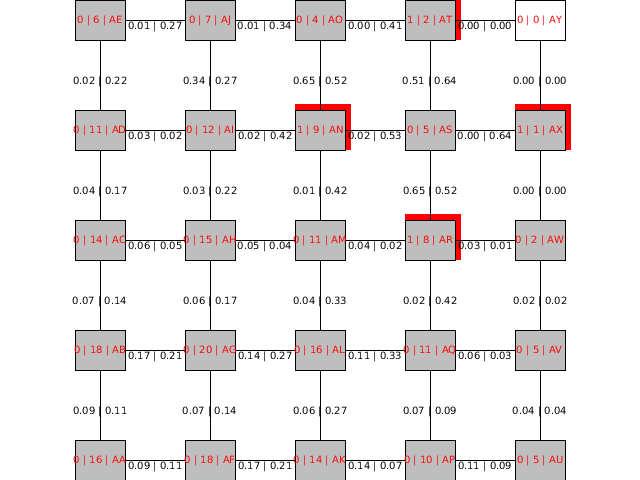 0 | 6 | AE 0.01 | 0.27 0 | 7 | AJ 0.01 | 0.34 0 | 4 | AO 0.00 | 0.41 1 | 2 | AT 0.00 | 0.00 0 | 0 | AY
0.02 | 0.22 0.34 | 0.27 0.65 | 0.52 0.51 | 0.64 0.00 | 0.00
0 | 11 | AD 0.03 | 0.02 0 | 12 | AI 0.02 | 0.42 1 | 9 | AN 0.02 | 0.53 0 | 5 | AS 0.00 | 0.64 1 | 1 | AX
0.04 | 0.17 0.03 | 0.22 0.01 | 0.42 0.65 | 0.52 0.00 | 0.00
0 | 14 | AC 0.06 | 0.05 0 | 15 | AH 0.05 | 0.04 0 | 11 | AM 0.04 | 0.02 1 | 8 | AR 0.03 | 0.01 0 | 2 | AW
0.07 | 0.14 0.06 | 0.17 0.04 | 0.33 0.02 | 0.42 0.02 | 0.02
0 | 18 | AB 0.17 | 0.21 0 | 20 | AG 0.14 | 0.27 0 | 16 | AL 0.11 | 0.33 0 | 11 | AQ 0.06 | 0.03 0 | 5 | AV
0.09 | 0.11 0.07 | 0.14 0.06 | 0.27 0.07 | 0.09 0.04 | 0.04
0 | 16 | AA 0.09 | 0.11 0 | 18 | AF 0.17 | 0.21 0 | 14 | AK 0.14 | 0.07 0 | 10 | AP 0.11 | 0.09 0 | 5 | AU